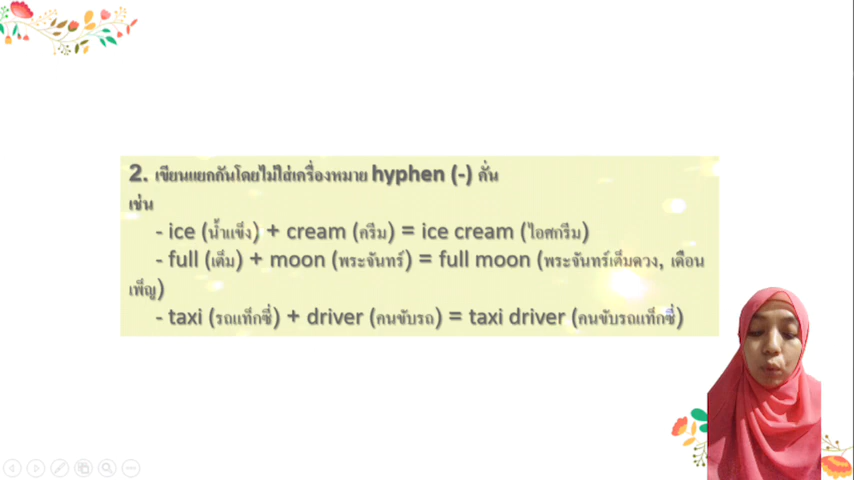 2. เขียนแยกกันโดยไม่ใส่เครื่องหมาย hyphen (-) คั่น
เช่น
- ice (น้ำแข็ง) + cream (ครีม) = ice cream (ไอศกรีม)
- full (เต็ม) + moon (พระจันทร์) = full moon (พระจันทร์เต็มดวง, เดือน
เพ็ญ)
- taxi (รถแท็กซี่) + driver (คนขับรถ) = taxi driver (คนขับรถแท็กซี่)